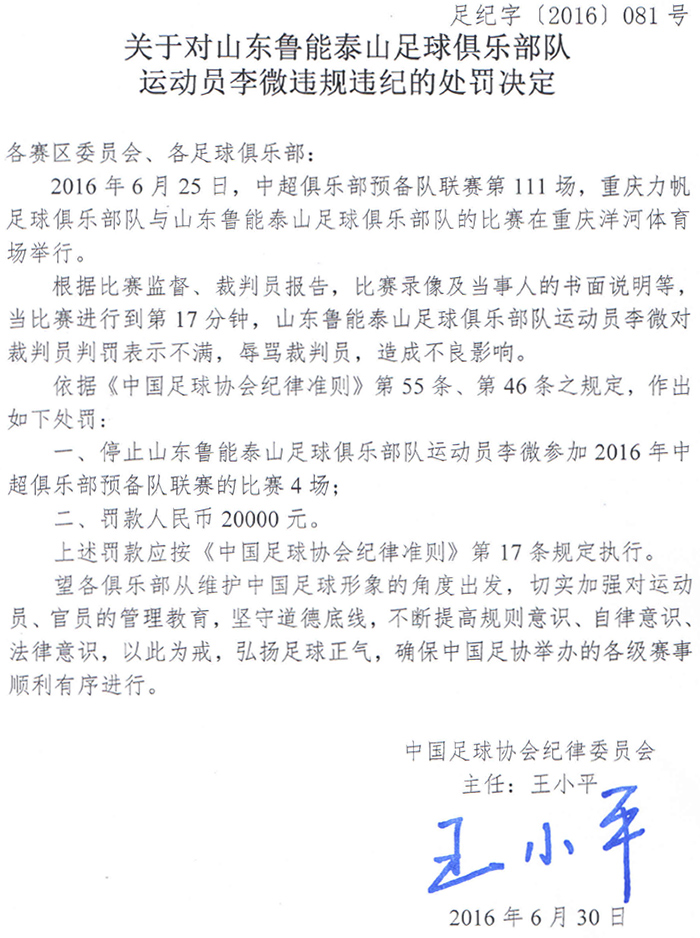 足纪字〔2016〕081号
关于对山东鲁能泰山足球俱乐部队
运动员李微违规违纪的处罚决定
各赛区委员会、各足球俱乐部：
2016年6月25日，中超俱乐部预备队联赛第111场，重庆力帆
足球俱乐部队与山东鲁能泰山足球俱乐部队的比赛在重庆洋河体育
场举行。
根据比赛监督、裁判员报告，比赛录像及当事人的书面说明等，
当比赛进行到第17分钟，山东鲁能泰山足球俱乐部队运动员李微对
裁判员判罚表示不满，辱骂裁判员，造成不良影响。
依据《中国足球协会纪律准则》第55条、第46条之规定，作出
如下处罚：
一、停止山东鲁能泰山足球俱乐部队运动员李微参加2016年中
超俱乐部预备队联赛的比赛4场；
二、罚款人民币20000元。
上述罚款应按《中国足球协会纪律准则》第17条规定执行。
望各俱乐部从维护中国足球形象的角度出发，切实加强对运动
员、官员的管理教育，坚守道德底线，不断提高规则意识、自律意识、
法律意识，以此为戒，弘扬足球正气，确保中国足协举办的各级赛事
顺利有序进行。
中国足球协会纪律委员会
主任：王小平
王小平
2016年6月30日